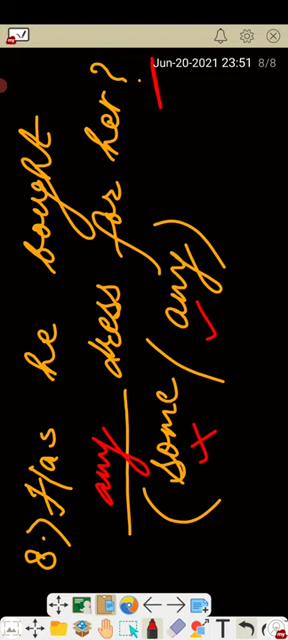 Jun-20-2021 23:51 8/8
8.) Has he bought
any dress for her?
(some / any)